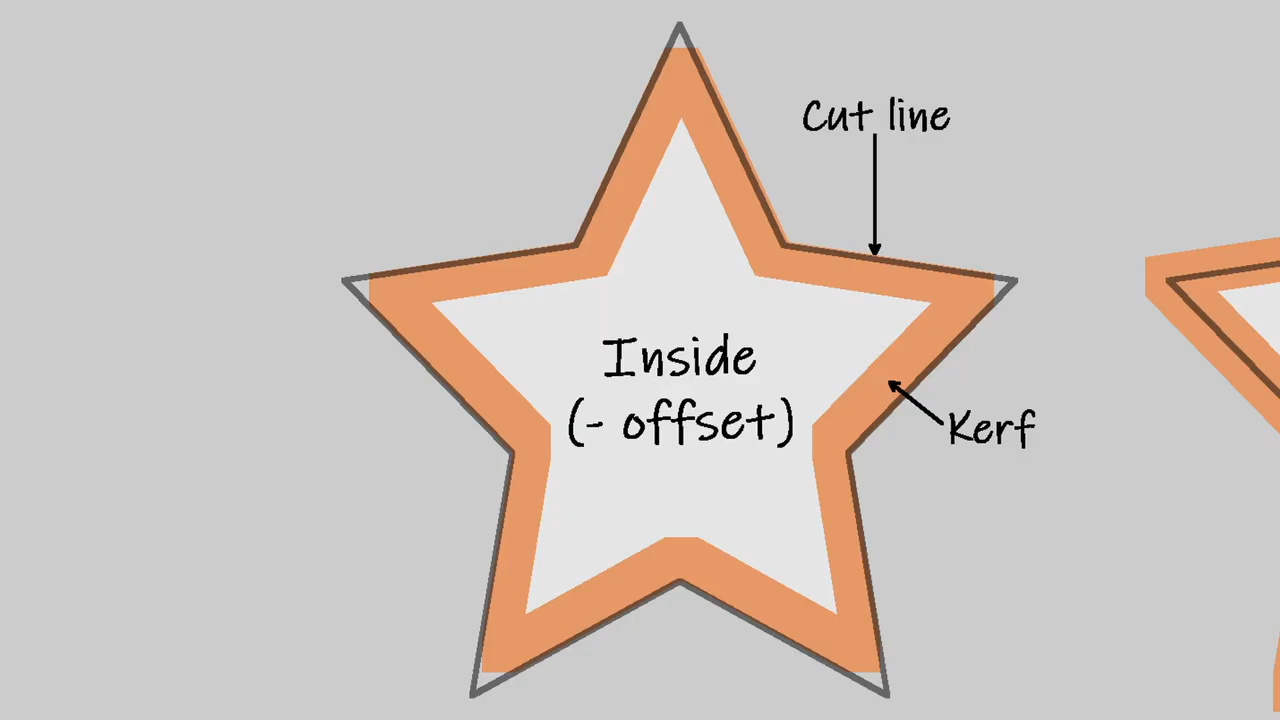 Cut line
Inside
(- offset)
Kerf